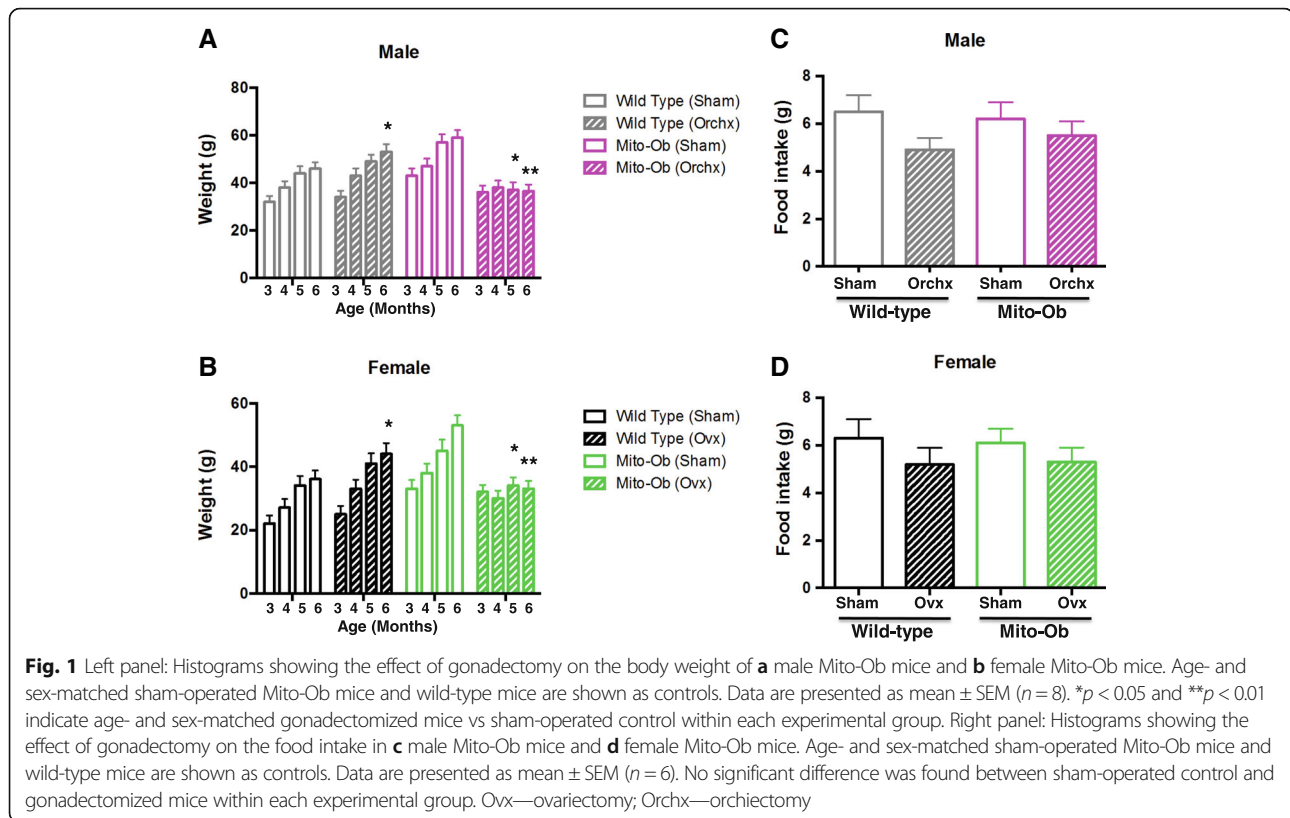 A
Male
Weight (g)
80
60
40
20
0
*
*
**
3 4 5 6 3 4 5 6 3 4 5 6 3 4 5 6
Age (Months)
Wild Type (Sham)
Wild Type (Orchx)
Mito-Ob (Sham)
Mito-Ob (Orchx)
B
Female
Weight (g)
60
40
20
0
*
*
**
3 4 5 6 3 4 5 6 3 4 5 6 3 4 5 6
Age (Months)
Wild Type (Sham)
Wild Type (Ovx)
Mito-Ob (Sham)
Mito-Ob (Ovx)
C
Male
Food intake (g)
8
6
4
2
0
Sham Orchx Sham Orchx
Wild-type Mito-Ob
D
Female
Food intake (g)
8
6
4
2
0
Sham Ovx Sham Ovx
Wild-type Mito-Ob
Fig. 1 Left panel: Histograms showing the effect of gonadectomy on the body weight of a male Mito-Ob mice and b female Mito-Ob mice. Age- and
sex-matched sham-operated Mito-Ob mice and wild-type mice are shown as controls. Data are presented as mean ± SEM (n = 8). *p < 0.05 and **p < 0.01
indicate age- and sex-matched gonadectomized mice vs sham-operated control within each experimental group. Right panel: Histograms showing the
effect of gonadectomy on the food intake in c male Mito-Ob mice and d female Mito-Ob mice. Age- and sex-matched sham-operated Mito-Ob mice and
wild-type mice are shown as controls. Data are presented as mean ± SEM (n = 6). No significant difference was found between sham-operated control and
gonadectomized mice within each experimental group. Ovx—ovariectomy; Orchx—orchiectomy